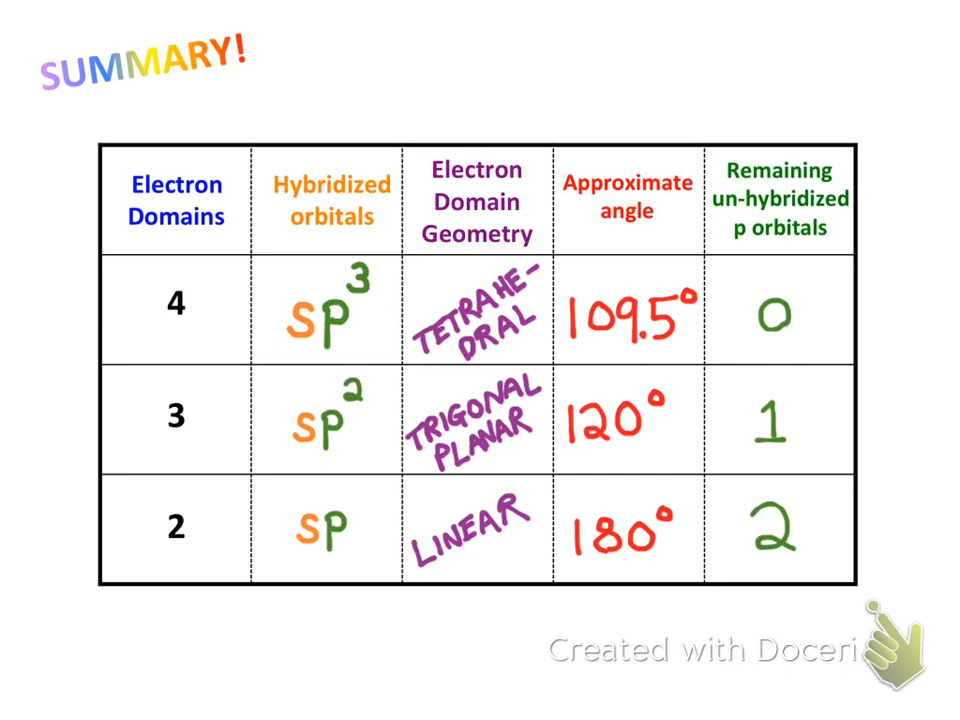 SUMMARY!
Electron
Domains
Hybridized
orbitals
Electron
Domain
Geometry
Approximate
angle
Remaining
un-hybridized
p orbitals
4
sp³
TETRAHE-
DRAL
109.5°
0
3
sp²
TRIGONAL
PLANAR
120°
1
2
sp
LINEAR
180°
2
Created with Doceri